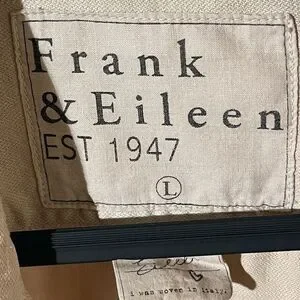 Frank
& Eileen
EST 1947
L
i was woven in italy.